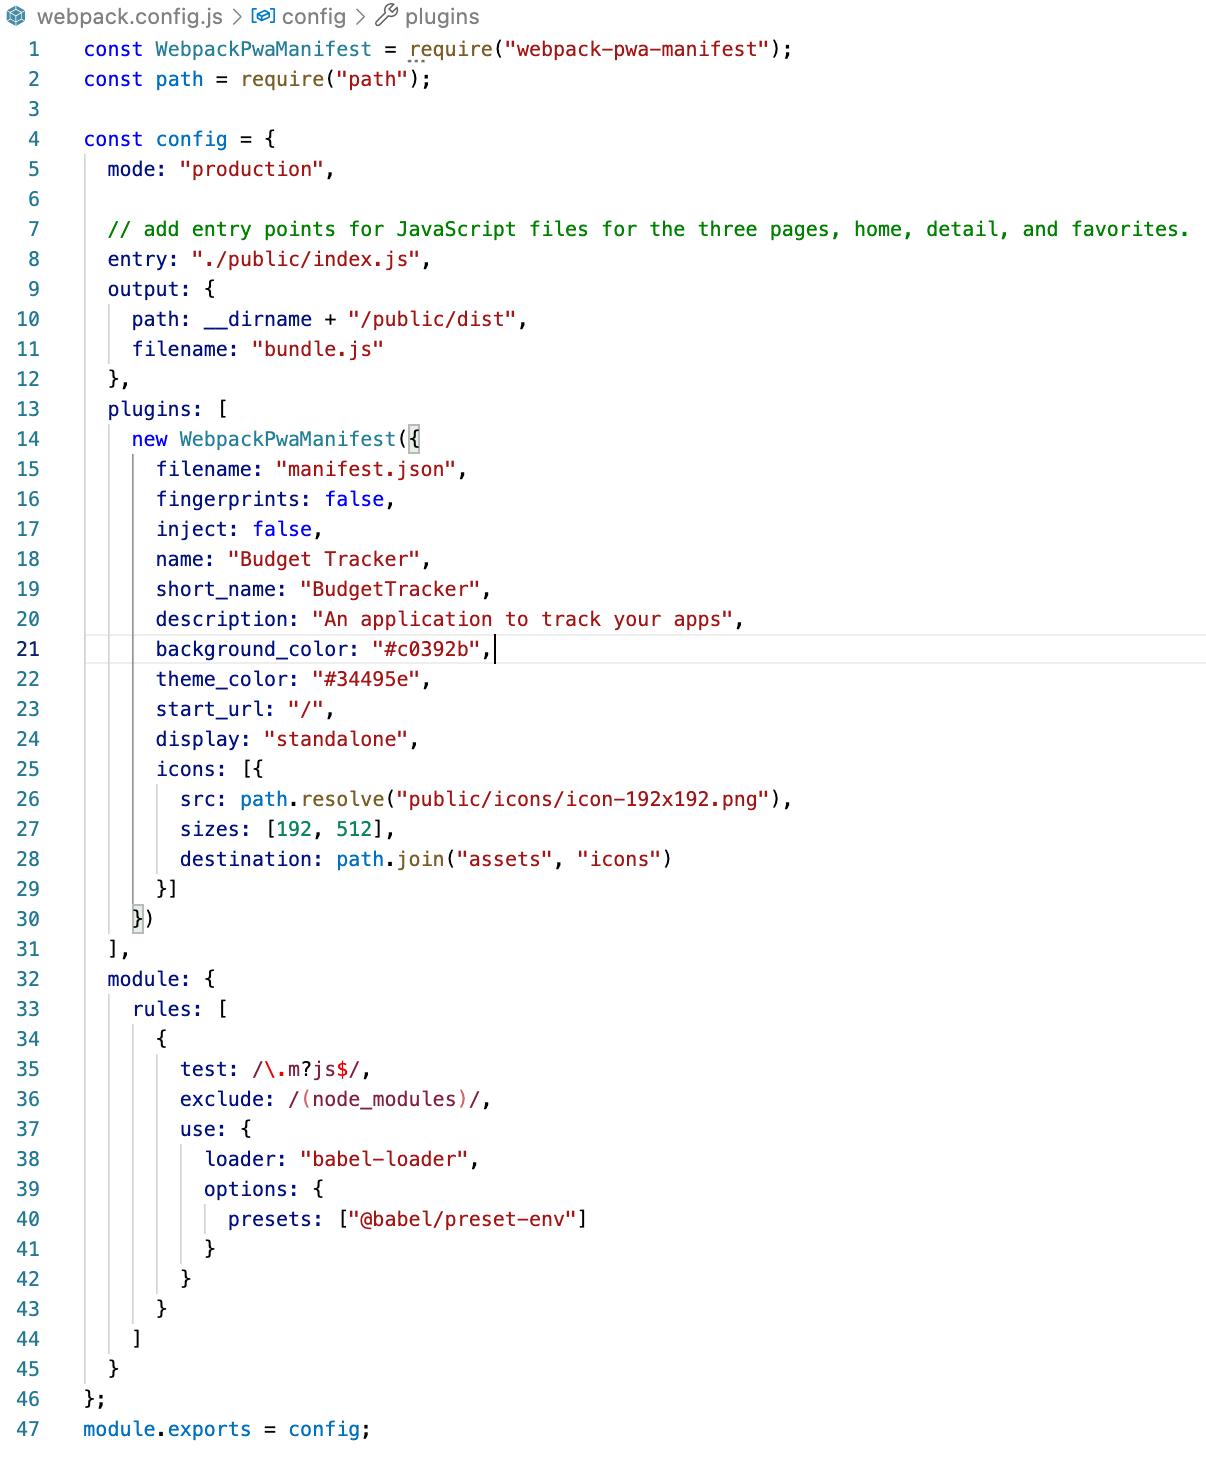 webpack.config.js > config > plugins
1 const WebpackPwaManifest = require("webpack-pwa-manifest");
2 const path = require("path");
3
4 const config = {
5   mode: "production",
6
7   // add entry points for JavaScript files for the three pages, home, detail, and favorites.
8   entry: "./public/index.js",
9   output: {
10     path: __dirname + "/public/dist",
11     filename: "bundle.js"
12   },
13   plugins: [
14     new WebpackPwaManifest({
15       filename: "manifest.json",
16       fingerprints: false,
17       inject: false,
18       name: "Budget Tracker",
19       short_name: "BudgetTracker",
20       description: "An application to track your apps",
21       background_color: "#c0392b",
22       theme_color: "#34495e",
23       start_url: "/",
24       display: "standalone",
25       icons: [{
26         src: path.resolve("public/icons/icon-192x192.png"),
27         sizes: [192, 512],
28         destination: path.join("assets", "icons")
29       }]
30     })
31   ],
32   module: {
33     rules: [
34       {
35         test: /\.m?js$/,
36         exclude: /(node_modules)/,
37         use: {
38           loader: "babel-loader",
39           options: {
40             presets: ["@babel/preset-env"]
41           }
42         }
43       }
44     ]
45   }
46 };
47 module.exports = config;